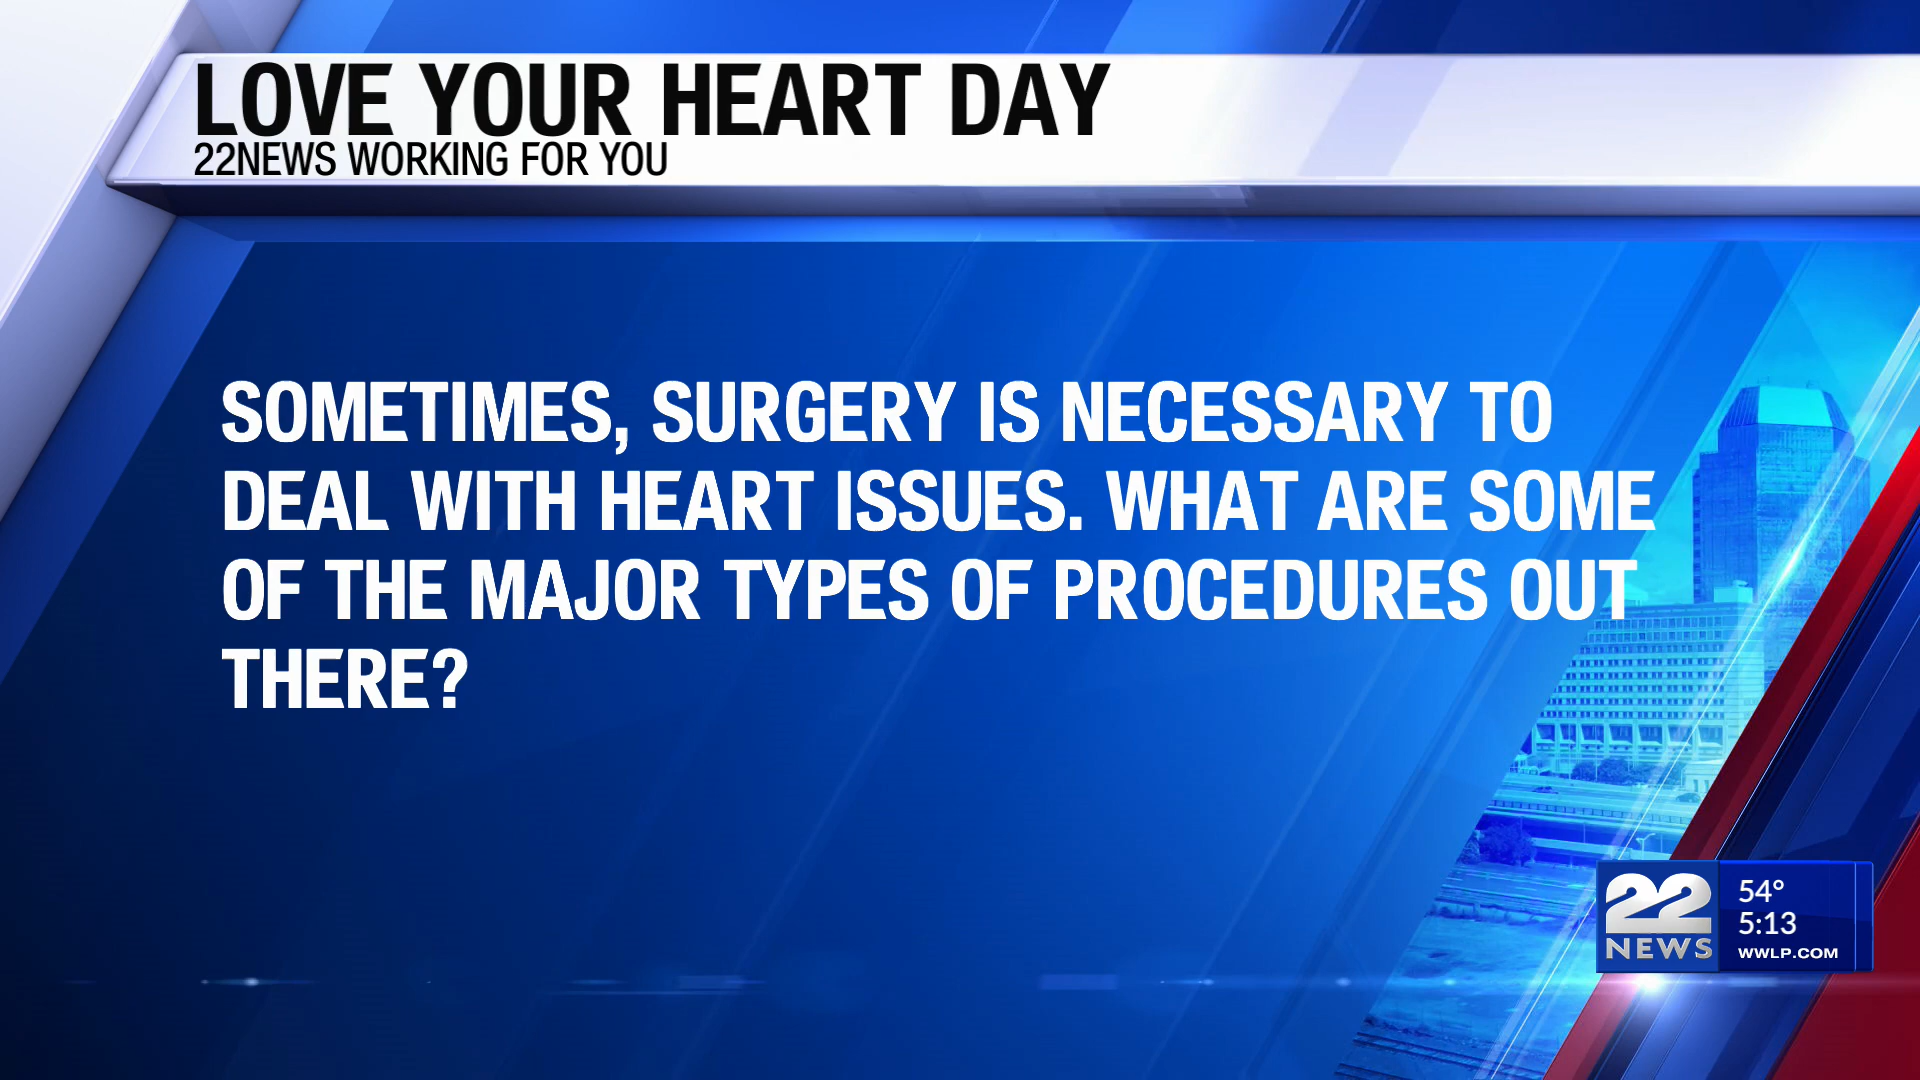 LOVE YOUR HEART DAY
22NEWS WORKING FOR YOU
SOMETIMES, SURGERY IS NECESSARY TO
DEAL WITH HEART ISSUES. WHAT ARE SOME
OF THE MAJOR TYPES OF PROCEDURES OUT
THERE?
22
NEWS
54°
5:13
WWLP.COM